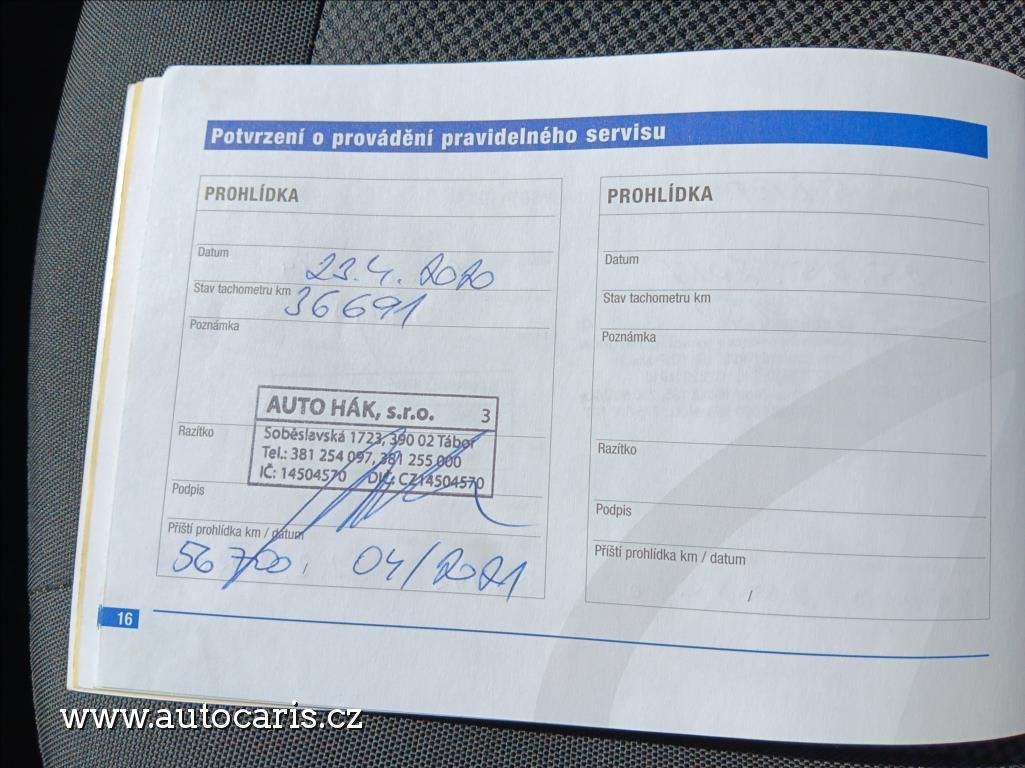 Potvrzení o provádění pravidelného servisu
PROHLÍDKA
Datum 23.4. 2020
Stav tachometru km 36691
Poznámka
AUTO HÁK, s.r.o. 3
Soběslavská 1723, 390 02 Tábor
Tel.: 381 254 097, 381 255 000
IČ: 14504570 DIČ: CZ14504570
Razítko
Podpis
Příští prohlídka km / datum
56 700, 04/2021
PROHLÍDKA
Datum
Stav tachometru km
Poznámka
Razítko
Podpis
Příští prohlídka km / datum
/
16
www.autocaris.cz